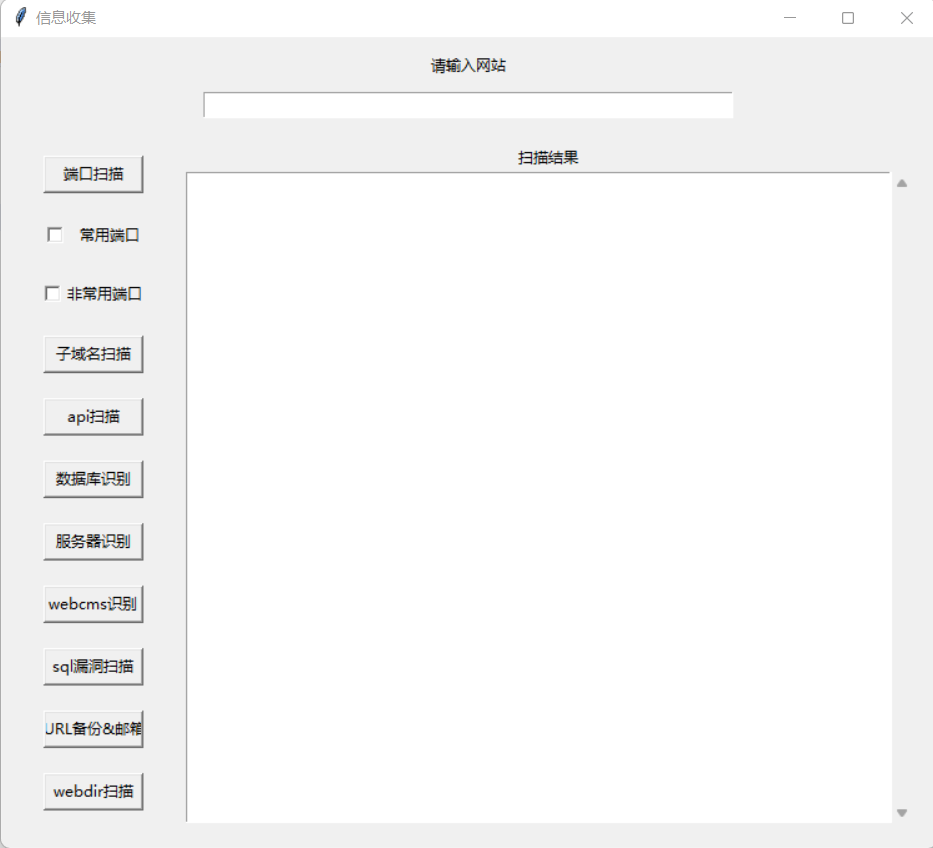 信息收集
请输入网站
扫描结果
端口扫描
常用端口
非常用端口
子域名扫描
api扫描
数据库识别
服务器识别
webcms识别
sql漏洞扫描
URL备份&邮箱
webdir扫描